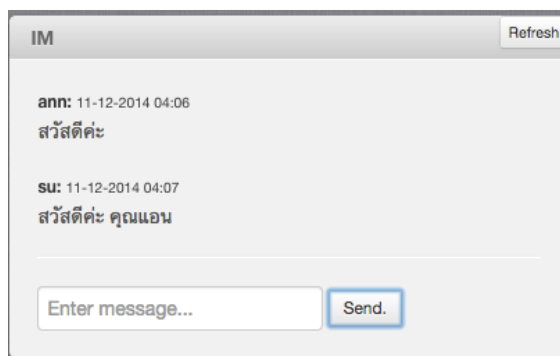 IM
Refresh
ann: 11-12-2014 04:06
สวัสดีค่ะ
su: 11-12-2014 04:07
สวัสดีค่ะ คุณแอน
Enter message...
Send.